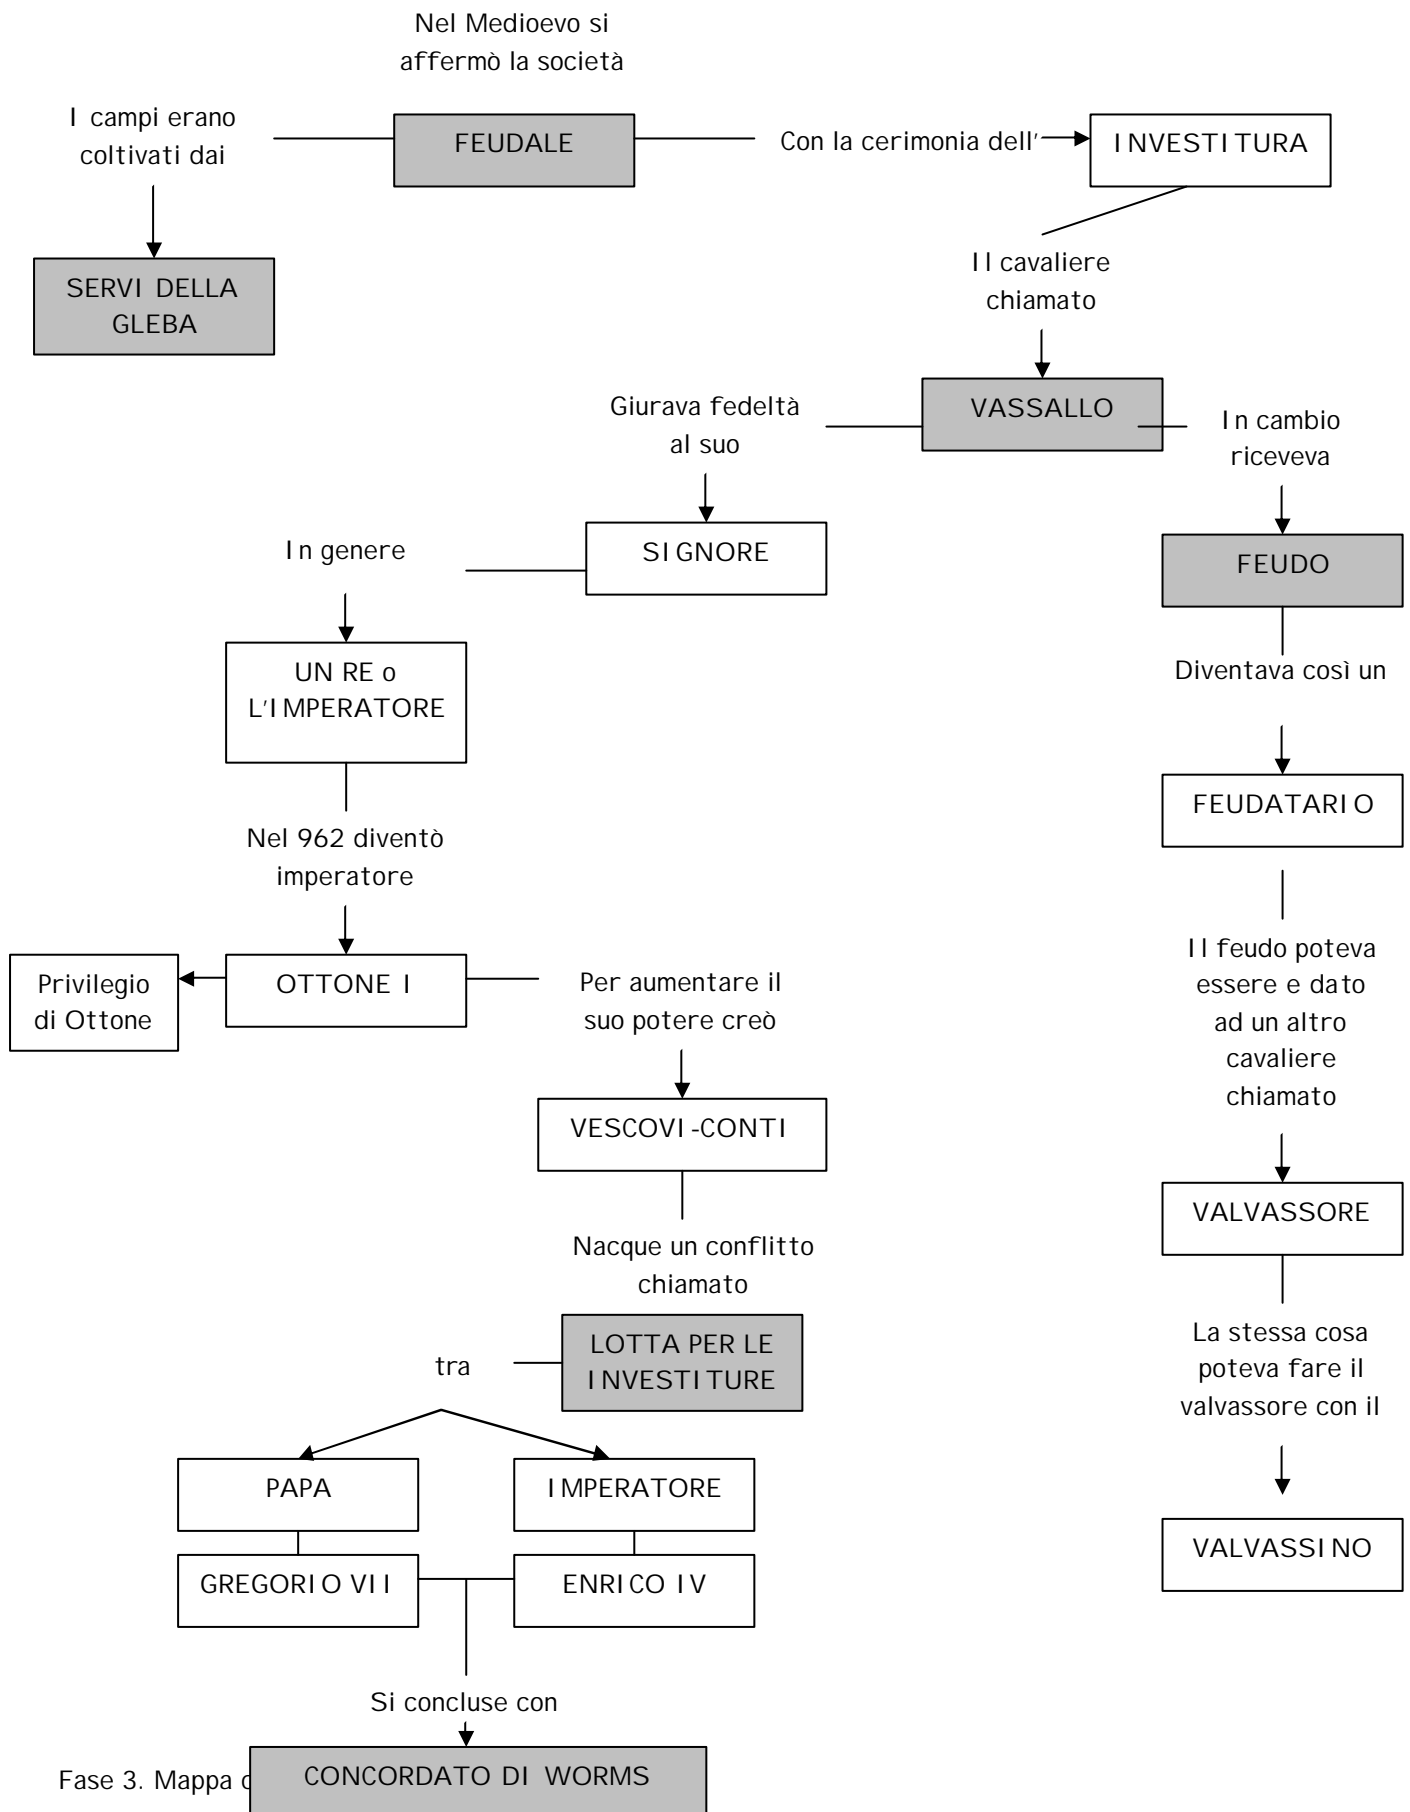 Nel Medioevo si
affermò la società
I campi erano
coltivati dai
FEUDALE
Con la cerimonia dell'
INVESTITURA
SERVI DELLA
GLEBA
Il cavaliere
chiamato
VASSALLO
Giurava fedeltà
al suo
In cambio
riceveva
SIGNORE
In genere
FEUDO
UN RE o
L'IMPERATORE
Diventava così un
FEUDATARIO
Nel 962 diventò
imperatore
Privilegio
di Ottone
OTTONE I
Per aumentare il
suo potere creò
Il feudo poteva
essere e dato
ad un altro
cavaliere
chiamato
VESCOVI-CONTI
VALVASSORE
Nacque un conflitto
chiamato
LOTTA PER LE
INVESTITURE
tra
La stessa cosa
poteva fare il
valvassore con il
PAPA
IMPERATORE
VALVASSINO
GREGORIO VII
ENRICO IV
Si concluse con
CONCORDATO DI WORMS
Fase 3. Mappa